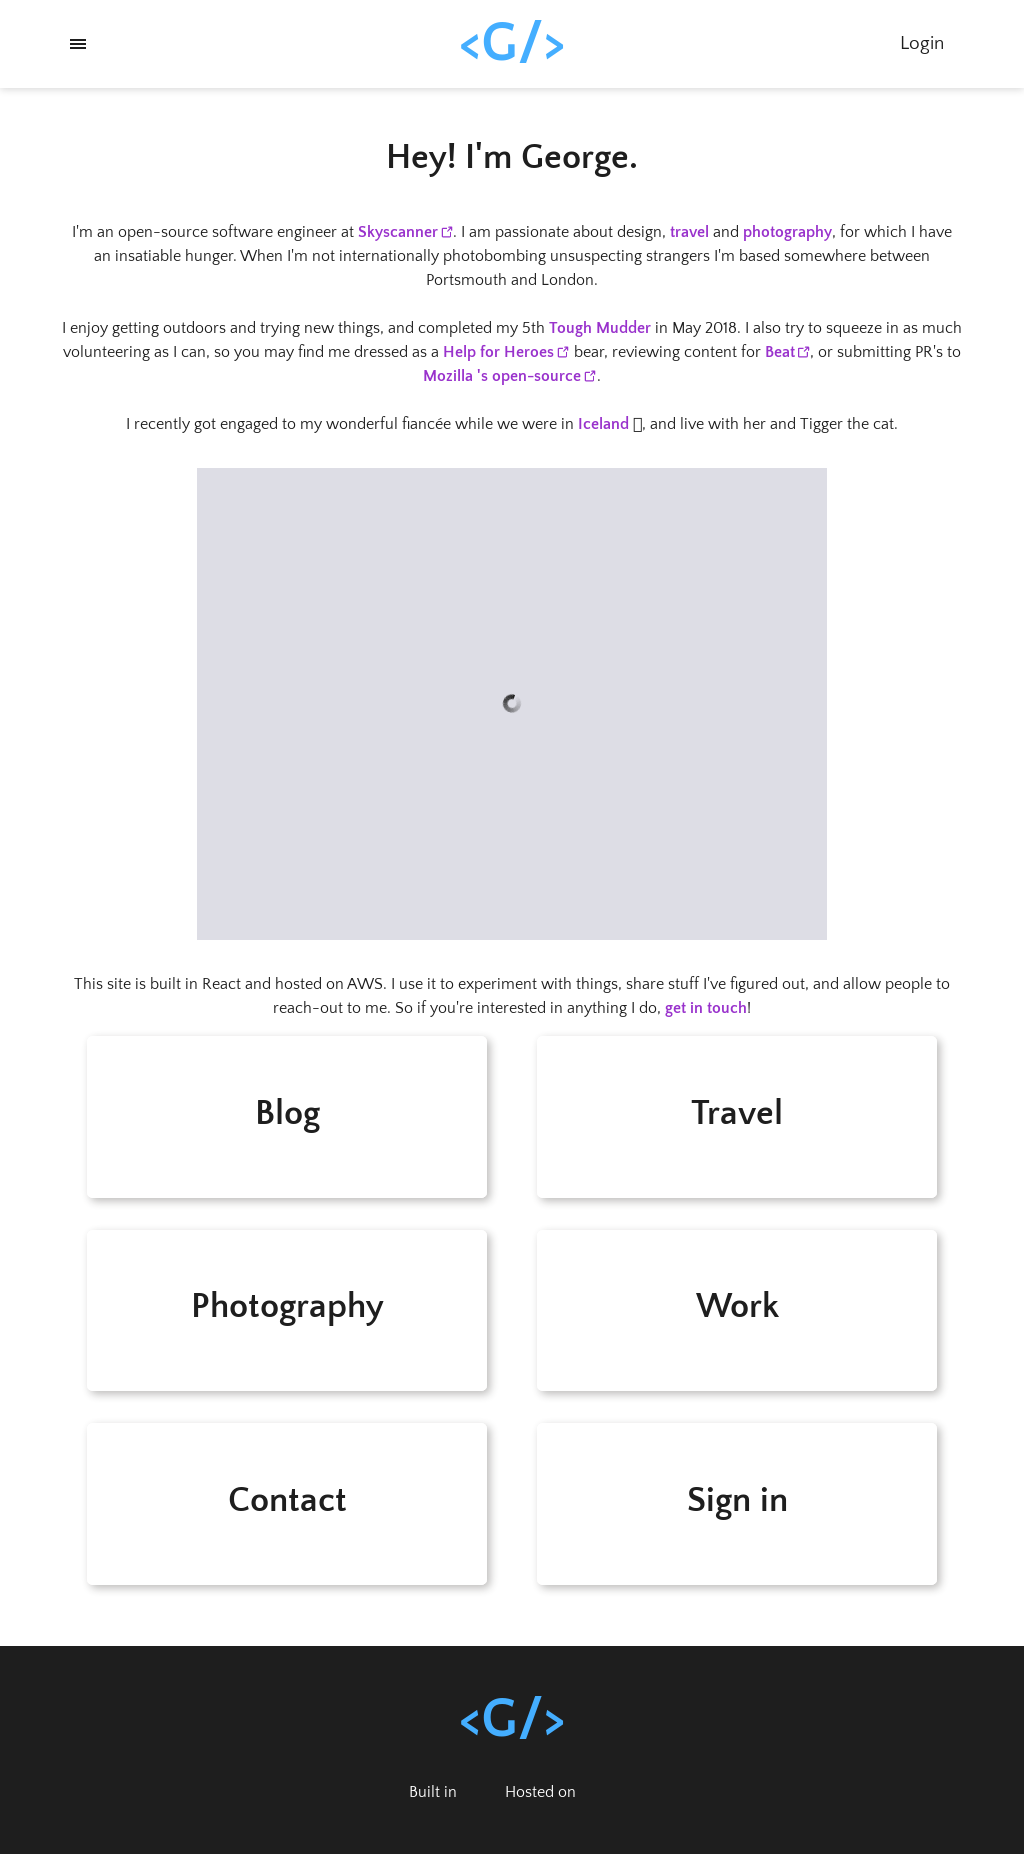 <G/>
Login
Hey! I'm George.
I'm an open-source software engineer at Skyscanner. I am passionate about design, travel and photography, for which I have
an insatiable hunger. When I'm not internationally photobombing unsuspecting strangers I'm based somewhere between
Portsmouth and London.
I enjoy getting outdoors and trying new things, and completed my 5th Tough Mudder in May 2018. I also try to squeeze in as much
volunteering as I can, so you may find me dressed as a Help for Heroes bear, reviewing content for Beat, or submitting PR's to
Mozilla 's open-source.
I recently got engaged to my wonderful fiancée while we were in Iceland , and live with her and Tigger the cat.
This site is built in React and hosted on AWS. I use it to experiment with things, share stuff I've figured out, and allow people to
reach-out to me. So if you're interested in anything I do, get in touch!
Blog
Travel
Photography
Work
Contact
Sign in
<G/>
Built in
Hosted on